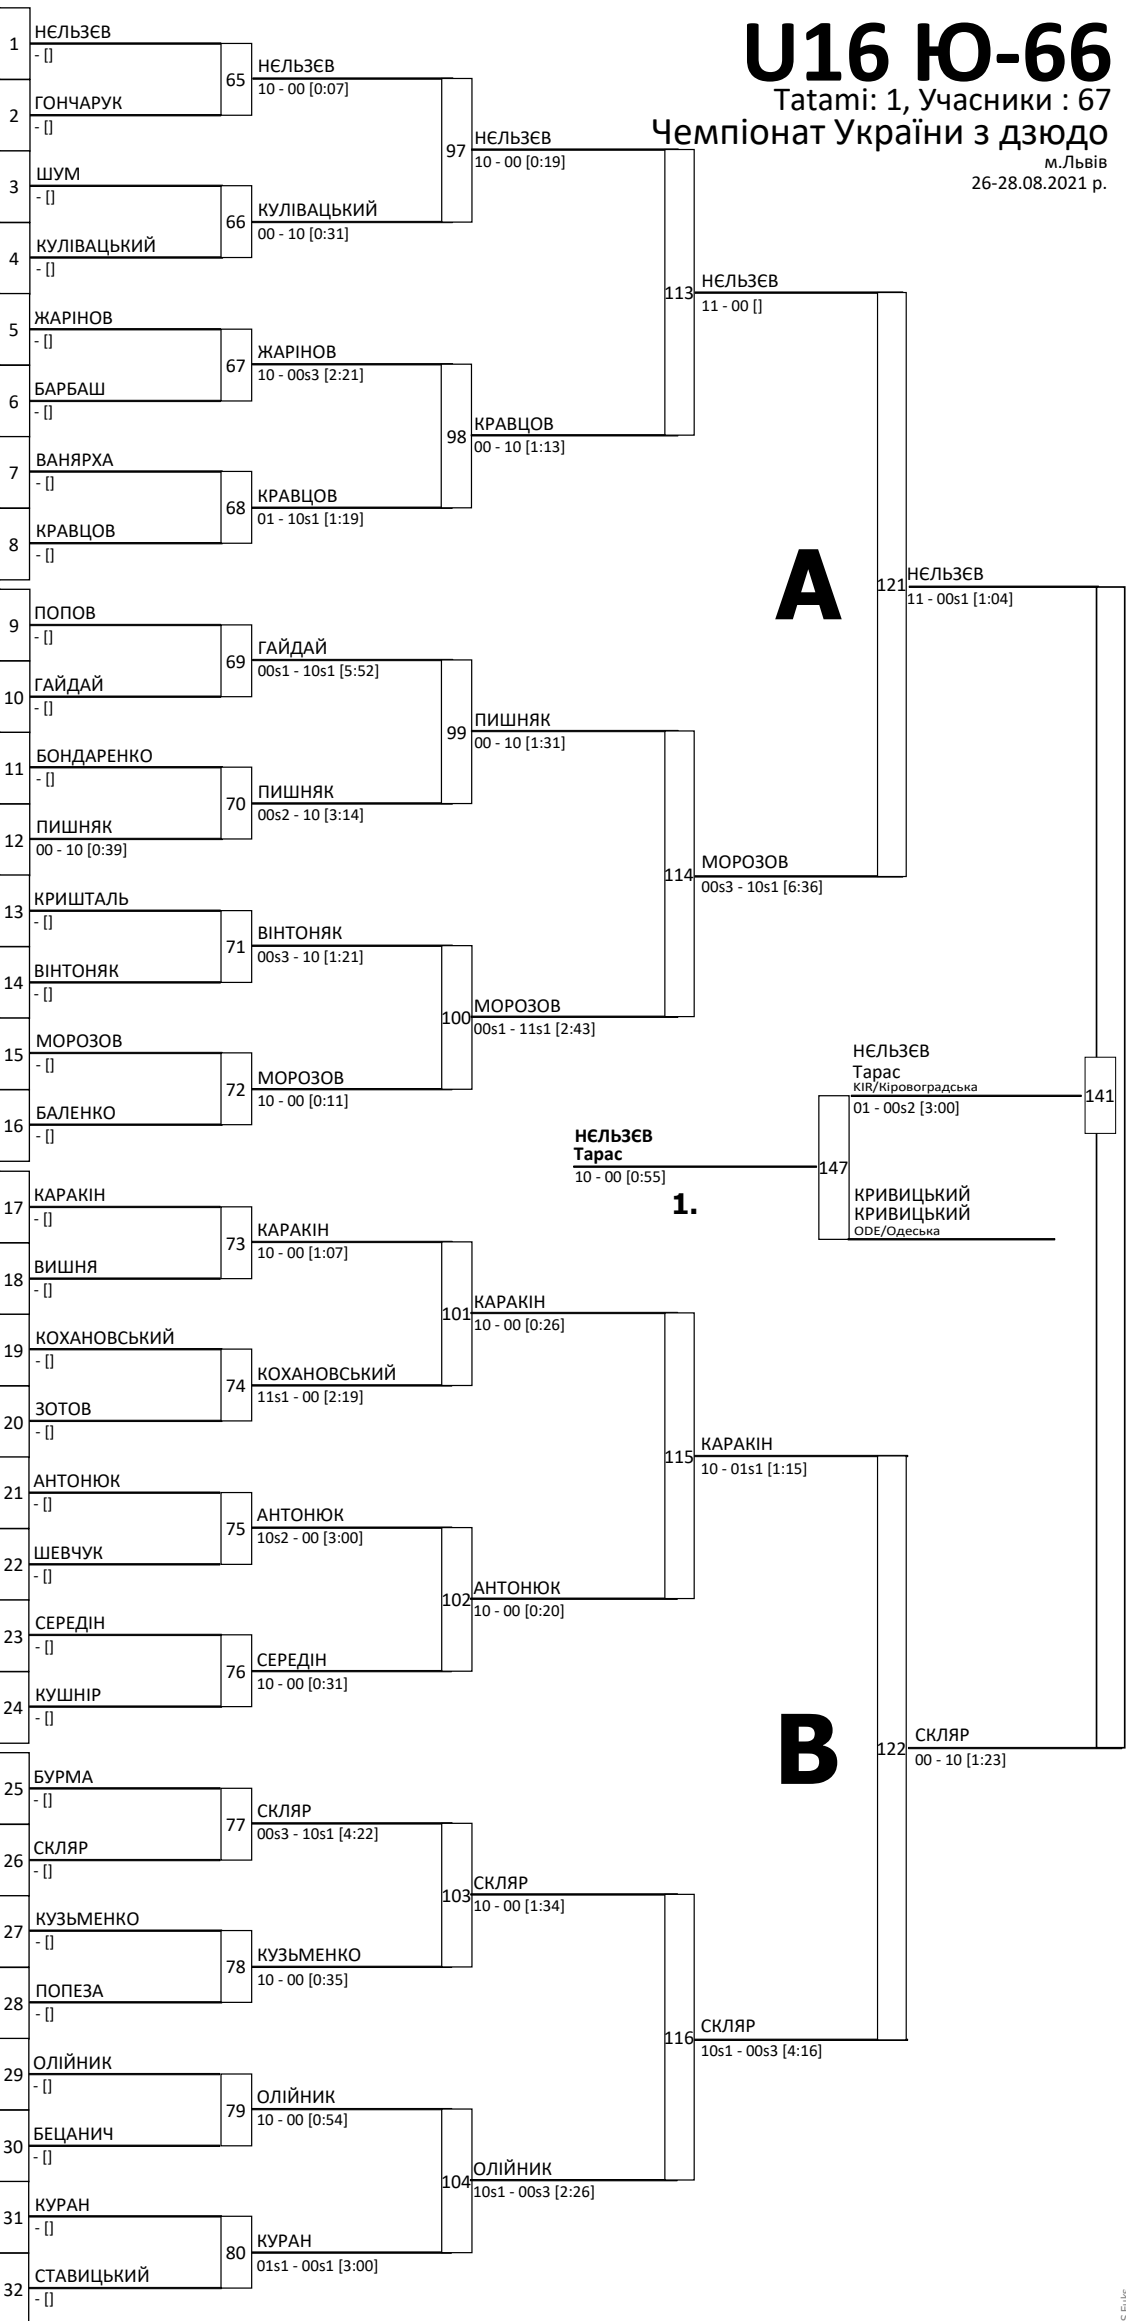 U16 Ю-66
Tatami: 1, Учасники : 67
Чемпіонат України з дзюдо
м.Львів
26-28.08.2021 р.
1
НЄЛЬЗЄВ
- []
2
ГОНЧАРУК
- []
65
НЄЛЬЗЄВ
10 - 00 [0:07]
3
ШУМ
- []
4
КУЛІВАЦЬКИЙ
- []
66
КУЛІВАЦЬКИЙ
00 - 10 [0:31]
97
НЄЛЬЗЄВ
10 - 00 [0:19]
5
ЖАРІНОВ
- []
6
БАРБАШ
- []
67
ЖАРІНОВ
10 - 00s3 [2:21]
7
ВАНЯРХА
- []
8
КРАВЦОВ
- []
68
КРАВЦОВ
01 - 10s1 [1:19]
98
КРАВЦОВ
00 - 10 [1:13]
113
НЄЛЬЗЄВ
11 - 00 []
9
ПОПОВ
- []
10
ГАЙДАЙ
- []
69
ГАЙДАЙ
00s1 - 10s1 [5:52]
11
БОНДАРЕНКО
- []
12
ПИШНЯК
00 - 10 [0:39]
70
ПИШНЯК
00s2 - 10 [3:14]
99
ПИШНЯК
00 - 10 [1:31]
13
КРИШТАЛЬ
- []
14
ВІНТОНЯК
- []
71
ВІНТОНЯК
00s3 - 10 [1:21]
15
МОРОЗОВ
- []
16
БАЛЕНКО
- []
72
МОРОЗОВ
10 - 00 [0:11]
100
МОРОЗОВ
00s1 - 11s1 [2:43]
114
МОРОЗОВ
00s3 - 10s1 [6:36]
A
121
НЄЛЬЗЄВ
11 - 00s1 [1:04]
НЄЛЬЗЄВ
Тарас
KIR/Кіровоградська
01 - 00s2 [3:00]
141
НЄЛЬЗЄВ
Тарас
10 - 00 [0:55]
1.
147
КРИВИЦЬКИЙ
КРИВИЦЬКИЙ
ODE/Одеська
17
КАРАКІН
- []
18
ВИШНЯ
- []
73
КАРАКІН
10 - 00 [1:07]
19
КОХАНОВСЬКИЙ
- []
20
ЗОТОВ
- []
74
КОХАНОВСЬКИЙ
11s1 - 00 [2:19]
101
КАРАКІН
10 - 00 [0:26]
21
АНТОНЮК
- []
22
ШЕВЧУК
- []
75
АНТОНЮК
10s2 - 00 [3:00]
23
СЕРЕДІН
- []
24
КУШНІР
- []
76
СЕРЕДІН
10 - 00 [0:31]
102
АНТОНЮК
10 - 00 [0:20]
115
КАРАКІН
10 - 01s1 [1:15]
B
122
СКЛЯР
00 - 10 [1:23]
25
БУРМА
- []
26
СКЛЯР
- []
77
СКЛЯР
00s3 - 10s1 [4:22]
27
КУЗЬМЕНКО
- []
28
ПОПЕЗА
- []
78
КУЗЬМЕНКО
10 - 00 [0:35]
103
СКЛЯР
10 - 00 [1:34]
29
ОЛІЙНИК
- []
30
БЕЦАНИЧ
- []
79
ОЛІЙНИК
10 - 00 [0:54]
31
КУРАН
- []
32
СТАВИЦЬКИЙ
- []
80
КУРАН
01s1 - 00s1 [3:00]
104
ОЛІЙНИК
10s1 - 00s3 [2:26]
116
СКЛЯР
10s1 - 00s3 [4:16]